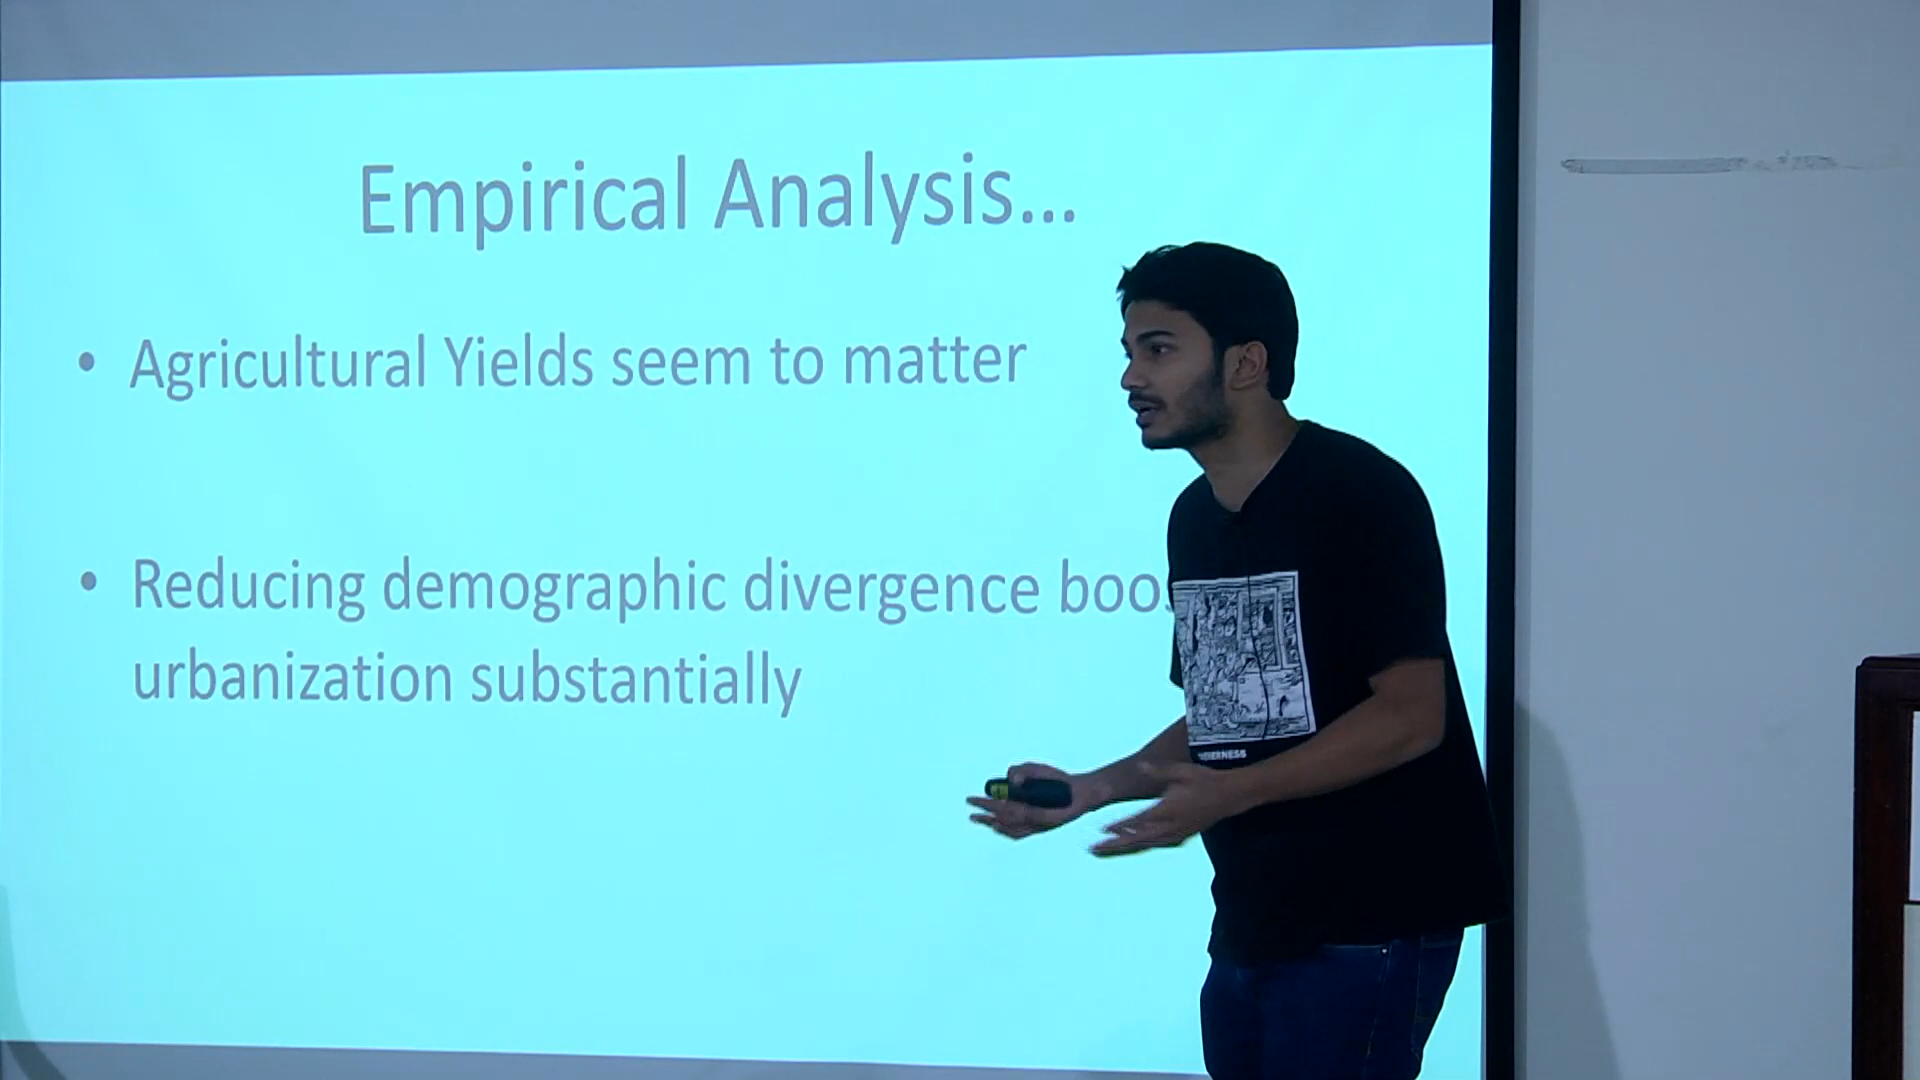 Empirical Analysis...
• Agricultural Yields seem to matter
• Reducing demographic divergence
urbanization substantially